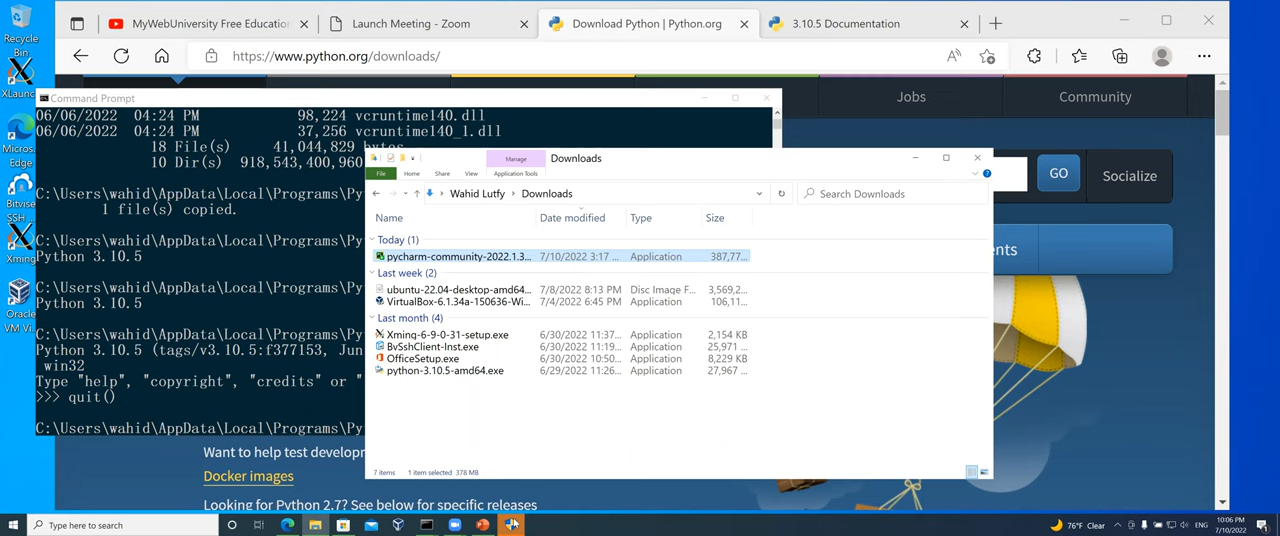 MyWebUniversity Free Education
Launch Meeting - Zoom
Download Python | Python.org
3.10.5 Documentation
https://www.python.org/downloads/
Recycle Bin
XLaunch
Micros. Edge
Bitvise SSH ...
Xming
Oracle VM Vi...
Jobs
Community
GO
Socialize
ents
Command Prompt
06/06/2022 04:24 PM 98,224 vcruntime140.dll
06/06/2022 04:24 PM 37,256 vcruntime140_1.dll
18 File(s) 41,044,829 bytes
10 Dir(s) 918,543,400,960
C:\Users\wahid\AppData\Local\Programs\Py
1 file(s) copied.
C:\Users\wahid\AppData\Local\Programs\Py
Python 3.10.5
C:\Users\wahid\AppData\Local\Programs\Py
Python 3.10.5
C:\Users\wahid\AppData\Local\Programs\Py
Python 3.10.5 (tags/v3.10.5:f377153, Jun
win32
Type "help", "copyright", "credits" or "
>>> quit()
C:\Users\wahid\AppData\Local\Programs\Py
Manage
Downloads
File
Home
Share
View
Application Tools
Wahid Lutfy > Downloads
Search Downloads
Name
Date modified
Type
Size
Today (1)
pycharm-community-2022.1.3... 7/10/2022 3:17 ... Application 387,77...
Last week (2)
ubuntu-22.04-desktop-amd64... 7/8/2022 8:13 PM Disc Image F... 3,569,2...
VirtualBox-6.1.34a-150636-Wi... 7/4/2022 6:45 PM Application 106,11...
Last month (4)
Xming-6-9-0-31-setup.exe 6/30/2022 11:37... Application 2,154 KB
BvSshClient-Inst.exe 6/30/2022 11:19... Application 25,971 ...
OfficeSetup.exe 6/30/2022 10:50... Application 8,229 KB
python-3.10.5-amd64.exe 6/29/2022 11:26... Application 27,967 ...
7 items
1 item selected 378 MB
Want to help test develop
Docker images
Looking for Python 2.7? See below for specific releases
Type here to search
76°F Clear
ENG
10:06 PM
7/10/2022